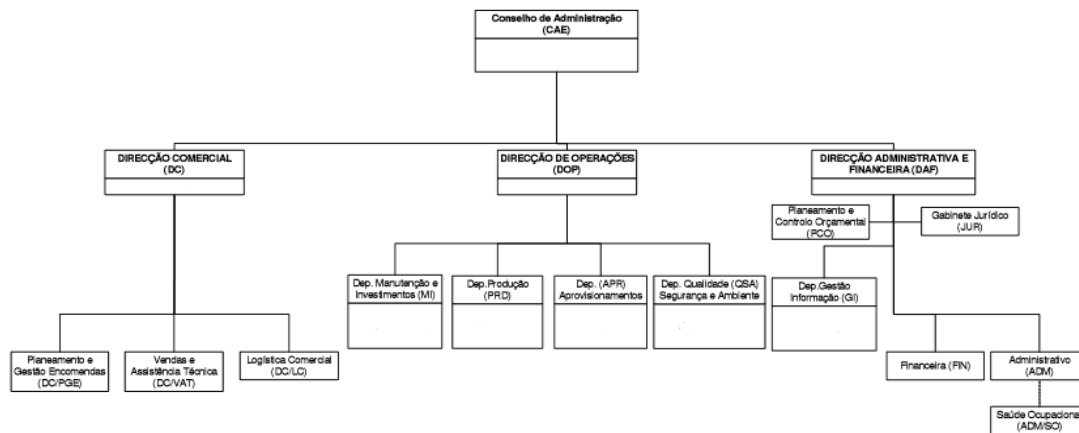 Conselho de Administração
(CAE)
DIRECÇÃO COMERCIAL
(DC)
DIRECÇÃO DE OPERAÇÕES
(DOP)
DIRECÇÃO ADMINISTRATIVA E
FINANCEIRA (DAF)
Planeamento e
Controlo Orçamental
(PCO)
Gabinete Jurídico
(JUR)
Dep. Manutenção e
Investimentos (MI)
Dep.Produção
(PRD)
Dep. (APR)
Aprovisionamentos
Dep. Qualidade (QSA)
Segurança e Ambiente
Dep.Gestão
Informação (GI)
Planeamento e
Gestão Encomendas
(DC/PGE)
Vendas e
Assistência Técnica
(DC/VAT)
Logística Comercial
(DC/LC)
Financeira (FIN)
Administrativo
(ADM)
Saúde Ocupacional
(ADM/SO)